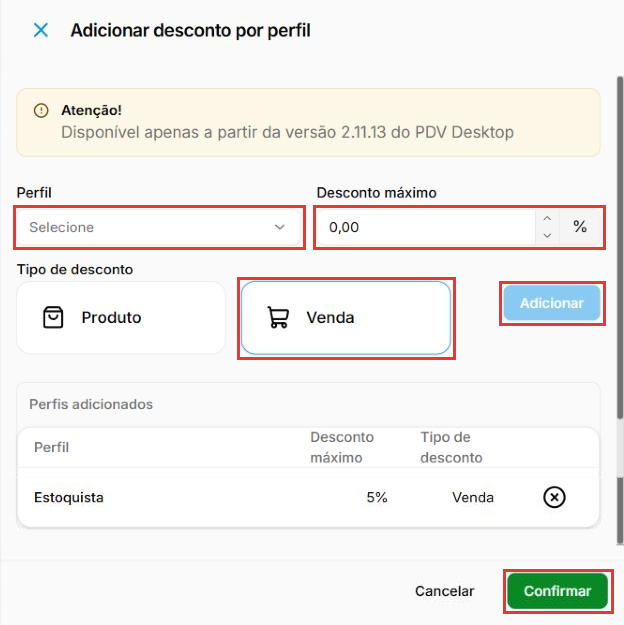 Adicionar desconto por perfil
Atenção!
Disponível apenas a partir da versão 2.11.13 do PDV Desktop
Perfil
Desconto máximo
Selecione
0,00
%
Tipo de desconto
Produto
Venda
Adicionar
Perfis adicionados
Perfil
Desconto
máximo
Tipo de
desconto
Estoquista
5%
Venda
Cancelar
Confirmar